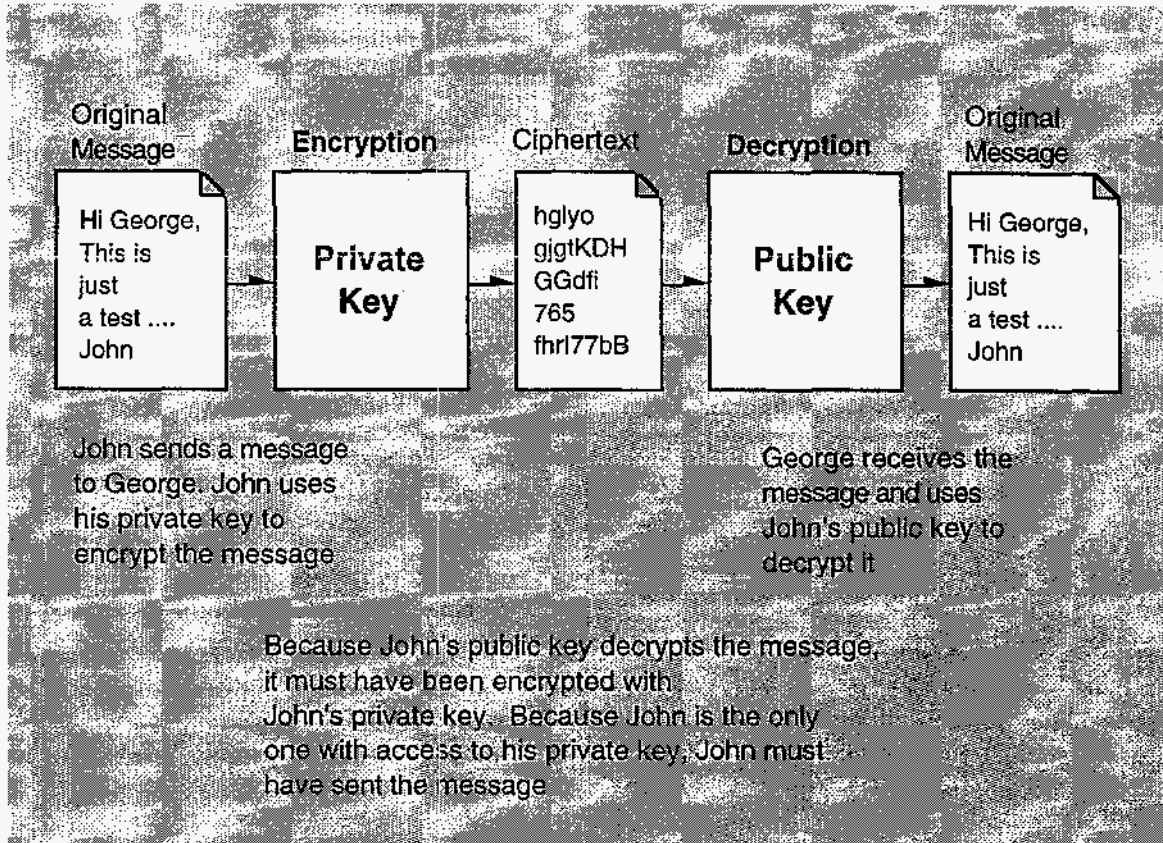 Original
Message
Encryption
Ciphertext
Decryption
Original
Message
Hi George,
This is
just
a test ....
John
Private
Key
hglyo
gjgtKDH
GGdfi
765
fhrl77bB
Public
Key
Hi George,
This is
just
a test ....
John
John sends a message
to George. John uses
his private key to
encrypt the message
George receives the
message and uses
John's public key to
decrypt it
Because John's public key decrypts the message,
it must have been encrypted with
John's private key. Because John is the only
one with access to his private key, John must
have sent the message